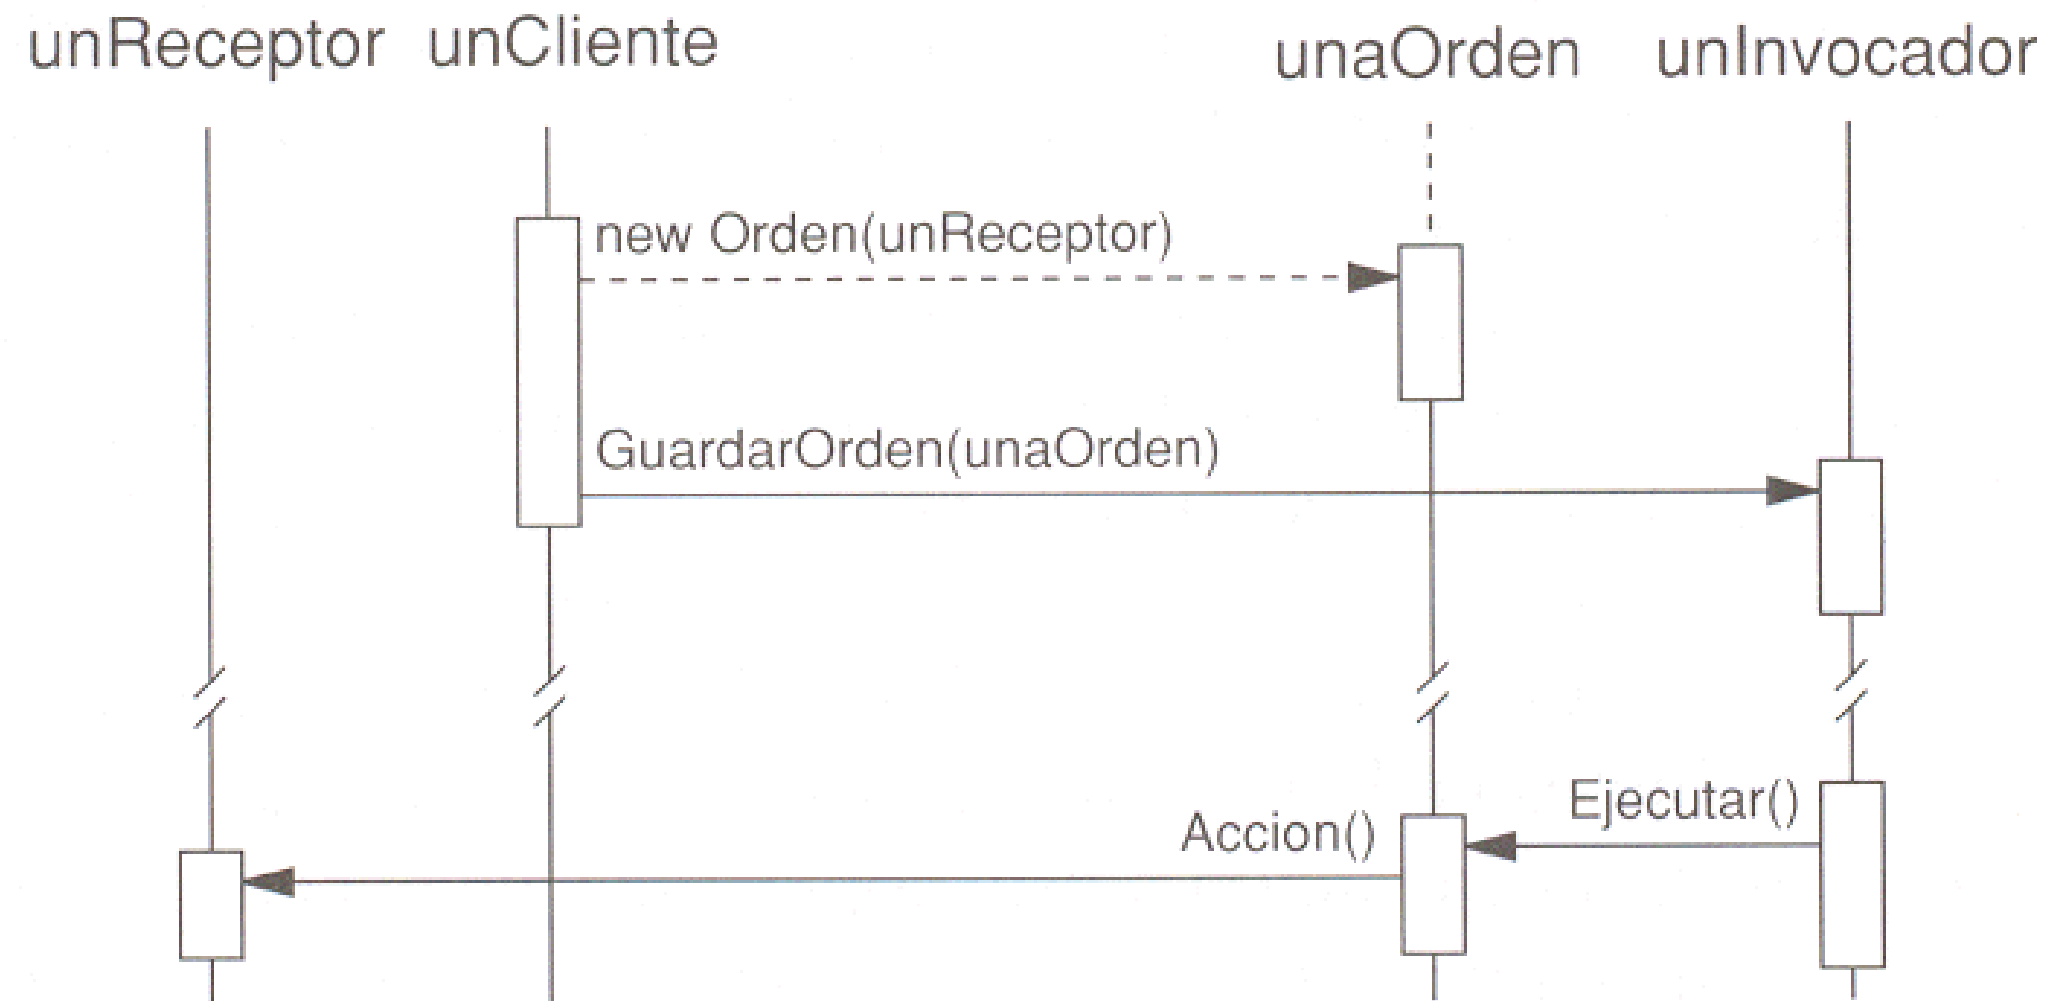 unReceptor unCliente unaOrden unInvocador
new Orden(unReceptor)
GuardarOrden(unaOrden)
Ejecutar()
Accion()